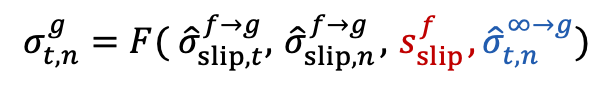 σ^g_{t,n} = F( σ̂^{f→g}_{slip,t}, σ̂^{f→g}_{slip,n}, s^f_{slip}, σ̂^{∞→g}_{t,n})